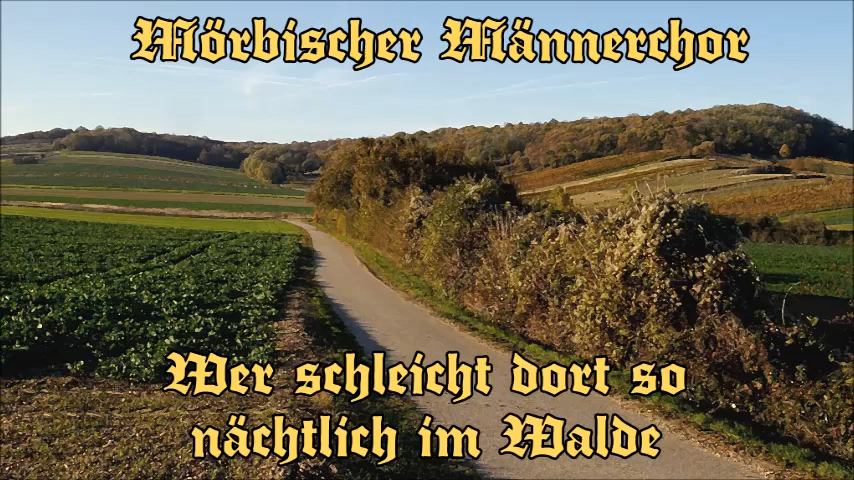 Mörbischer Männerchor
Wer schleicht dort so
nächtlich im Walde